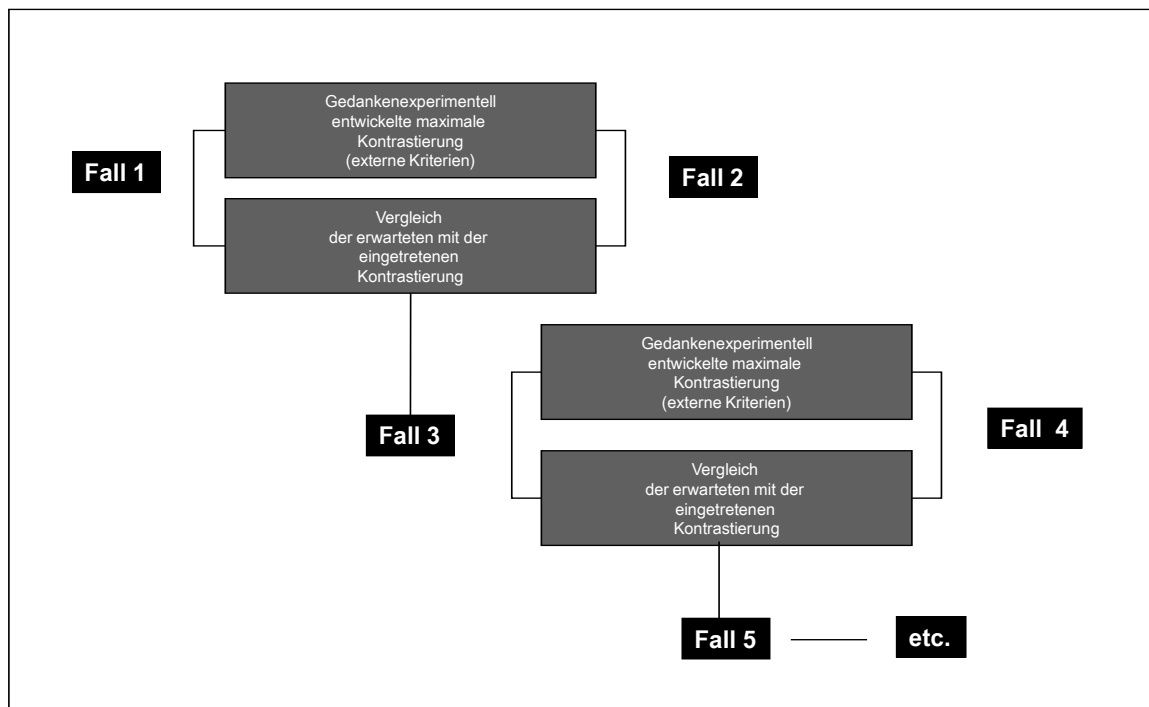 Gedankenexperimentell
entwickelte maximale
Kontrastierung
(externe Kriterien)
Fall 1
Fall 2
Vergleich
der erwarteten mit der
eingetretenen
Kontrastierung
Gedankenexperimentell
entwickelte maximale
Kontrastierung
(externe Kriterien)
Fall 3
Fall 4
Vergleich
der erwarteten mit der
eingetretenen
Kontrastierung
Fall 5
etc.